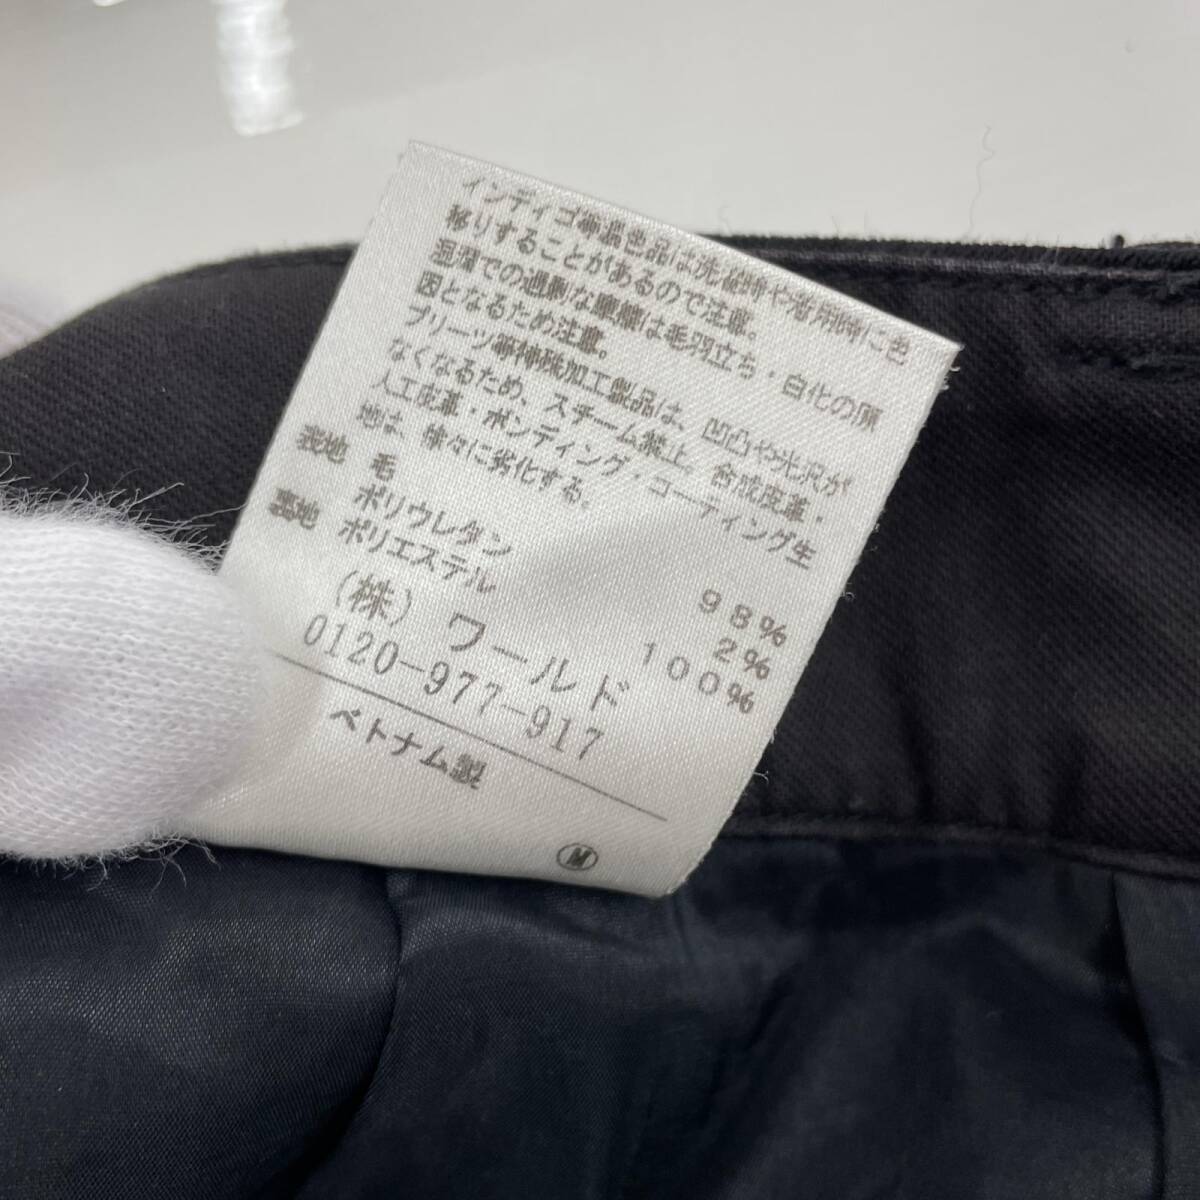 インディゴ等濃色品は洗濯時や着用時に色
移りすることがあるので注意。
湿潤での過剰な摩擦は毛羽立ち・白化の原
因となるため注意。
プリーツ等特殊加工製品は、凹凸や光沢が
なくなるため、スチーム禁止。合成皮革・
人工皮革・ボンディング・コーティング生
地は、徐々に劣化する。
表地 毛 98%
ポリウレタン 2%
裏地 ポリエステル 100%
(株) ワールド
0120-977-917
ベトナム製
M